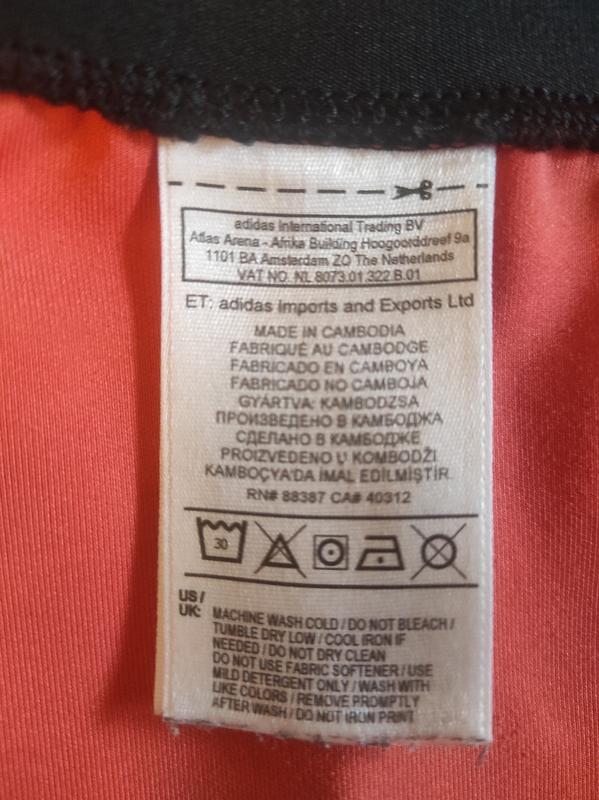 adidas International Trading BV
Atlas Arena - Afrika Building Hoogoorddreef 9a
1101 BA Amsterdam ZO The Netherlands
VAT NO. NL 8073.01.322.B.01
ET: adidas Imports and Exports Ltd
MADE IN CAMBODIA
FABRIQUÉ AU CAMBODGE
FABRICADO EN CAMBOYA
FABRICADO NO CAMBOJA
GYÁRTVA: KAMBODZSA
ПРОИЗВЕДЕНО В КАМБОДЖА
СДЕЛАНО В КАМБОДЖЕ
PROIZVEDENO U KOMBODŽI
KAMBOÇYA'DA İMAL EDİLMİŞTİR
RN# 88387 CA# 40312
30
US /
UK: MACHINE WASH COLD / DO NOT BLEACH /
TUMBLE DRY LOW / COOL IRON IF
NEEDED / DO NOT DRY CLEAN
DO NOT USE FABRIC SOFTENER / USE
MILD DETERGENT ONLY / WASH WITH
LIKE COLORS / REMOVE PROMPTLY
AFTER WASH / DO NOT IRON PRINT